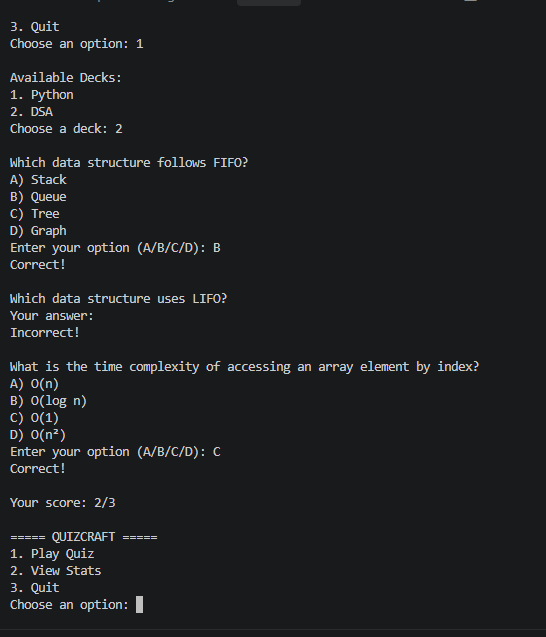 3. Quit
Choose an option: 1

Available Decks:
1. Python
2. DSA
Choose a deck: 2

Which data structure follows FIFO?
A) Stack
B) Queue
C) Tree
D) Graph
Enter your option (A/B/C/D): B
Correct!

Which data structure uses LIFO?
Your answer:
Incorrect!

What is the time complexity of accessing an array element by index?
A) O(n)
B) O(log n)
C) O(1)
D) O(n²)
Enter your option (A/B/C/D): C
Correct!

Your score: 2/3

===== QUIZCRAFT =====
1. Play Quiz
2. View Stats
3. Quit
Choose an option: